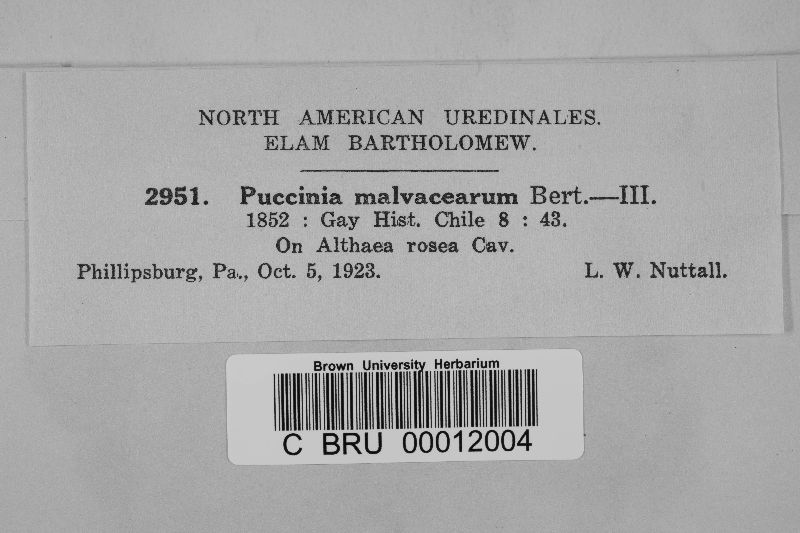 NORTH AMERICAN UREDINALES.
ELAM BARTHOLOMEW.
2951. Puccinia malvacearum Bert.—III.
1852 : Gay Hist. Chile 8 : 43.
On Althaea rosea Cav.
Phillipsburg, Pa., Oct. 5, 1923. L. W. Nuttall.
Brown University Herbarium
C BRU 00012004